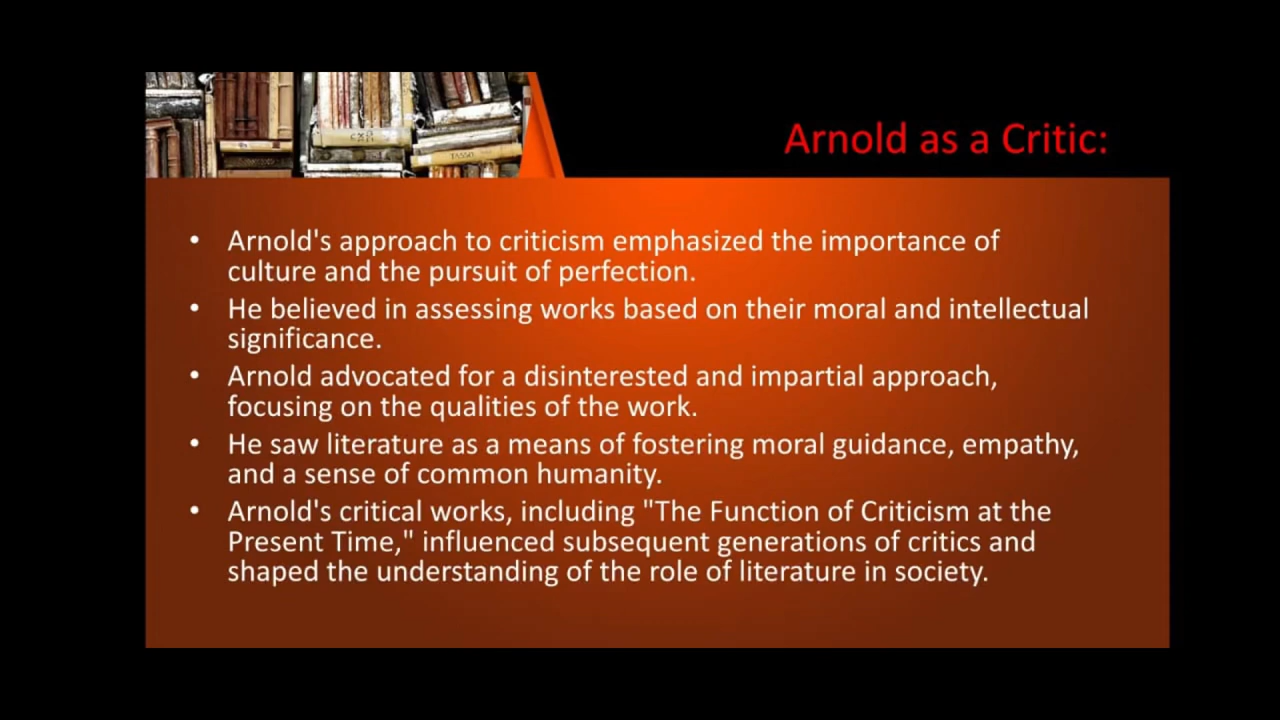 Arnold as a Critic:
• Arnold's approach to criticism emphasized the importance of
culture and the pursuit of perfection.
• He believed in assessing works based on their moral and intellectual
significance.
• Arnold advocated for a disinterested and impartial approach,
focusing on the qualities of the work.
• He saw literature as a means of fostering moral guidance, empathy,
and a sense of common humanity.
• Arnold's critical works, including "The Function of Criticism at the
Present Time," influenced subsequent generations of critics and
shaped the understanding of the role of literature in society.
TASSO